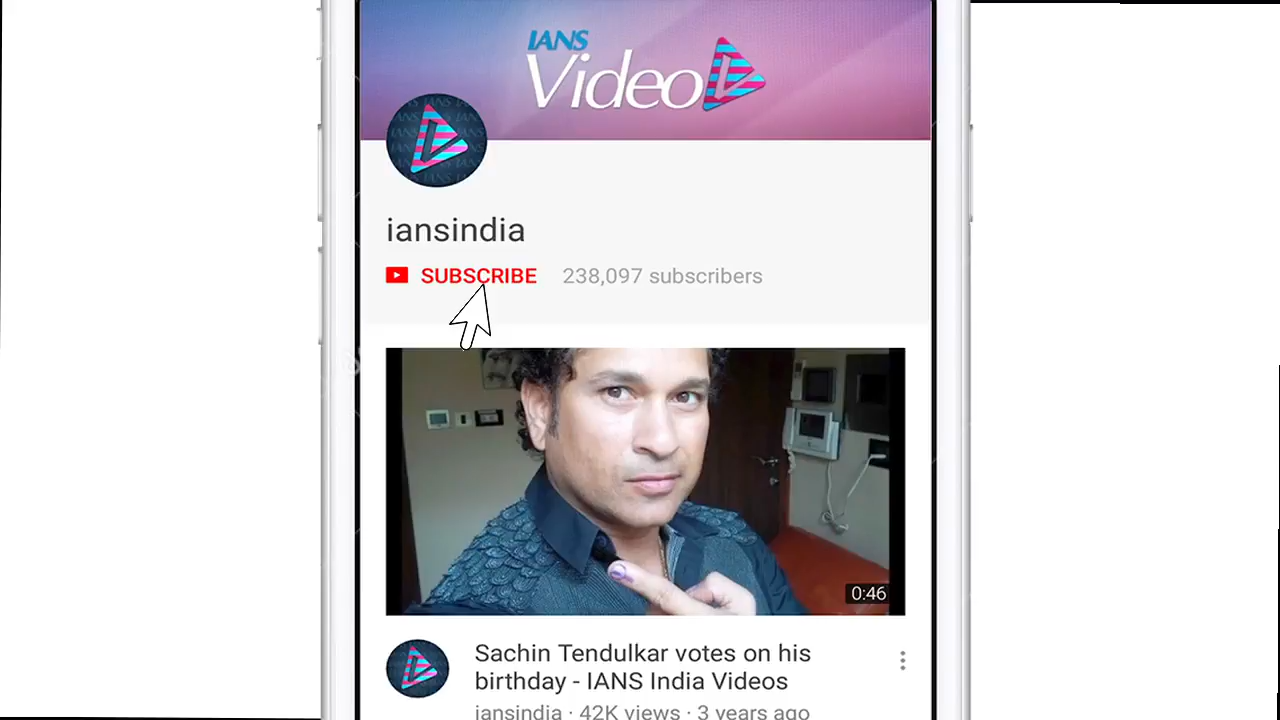 IANS
Video
iansindia
SUBSCRIBE 238,097 subscribers
0:46
Sachin Tendulkar votes on his
birthday - IANS India Videos
iansindia · 42K views · 3 years ago